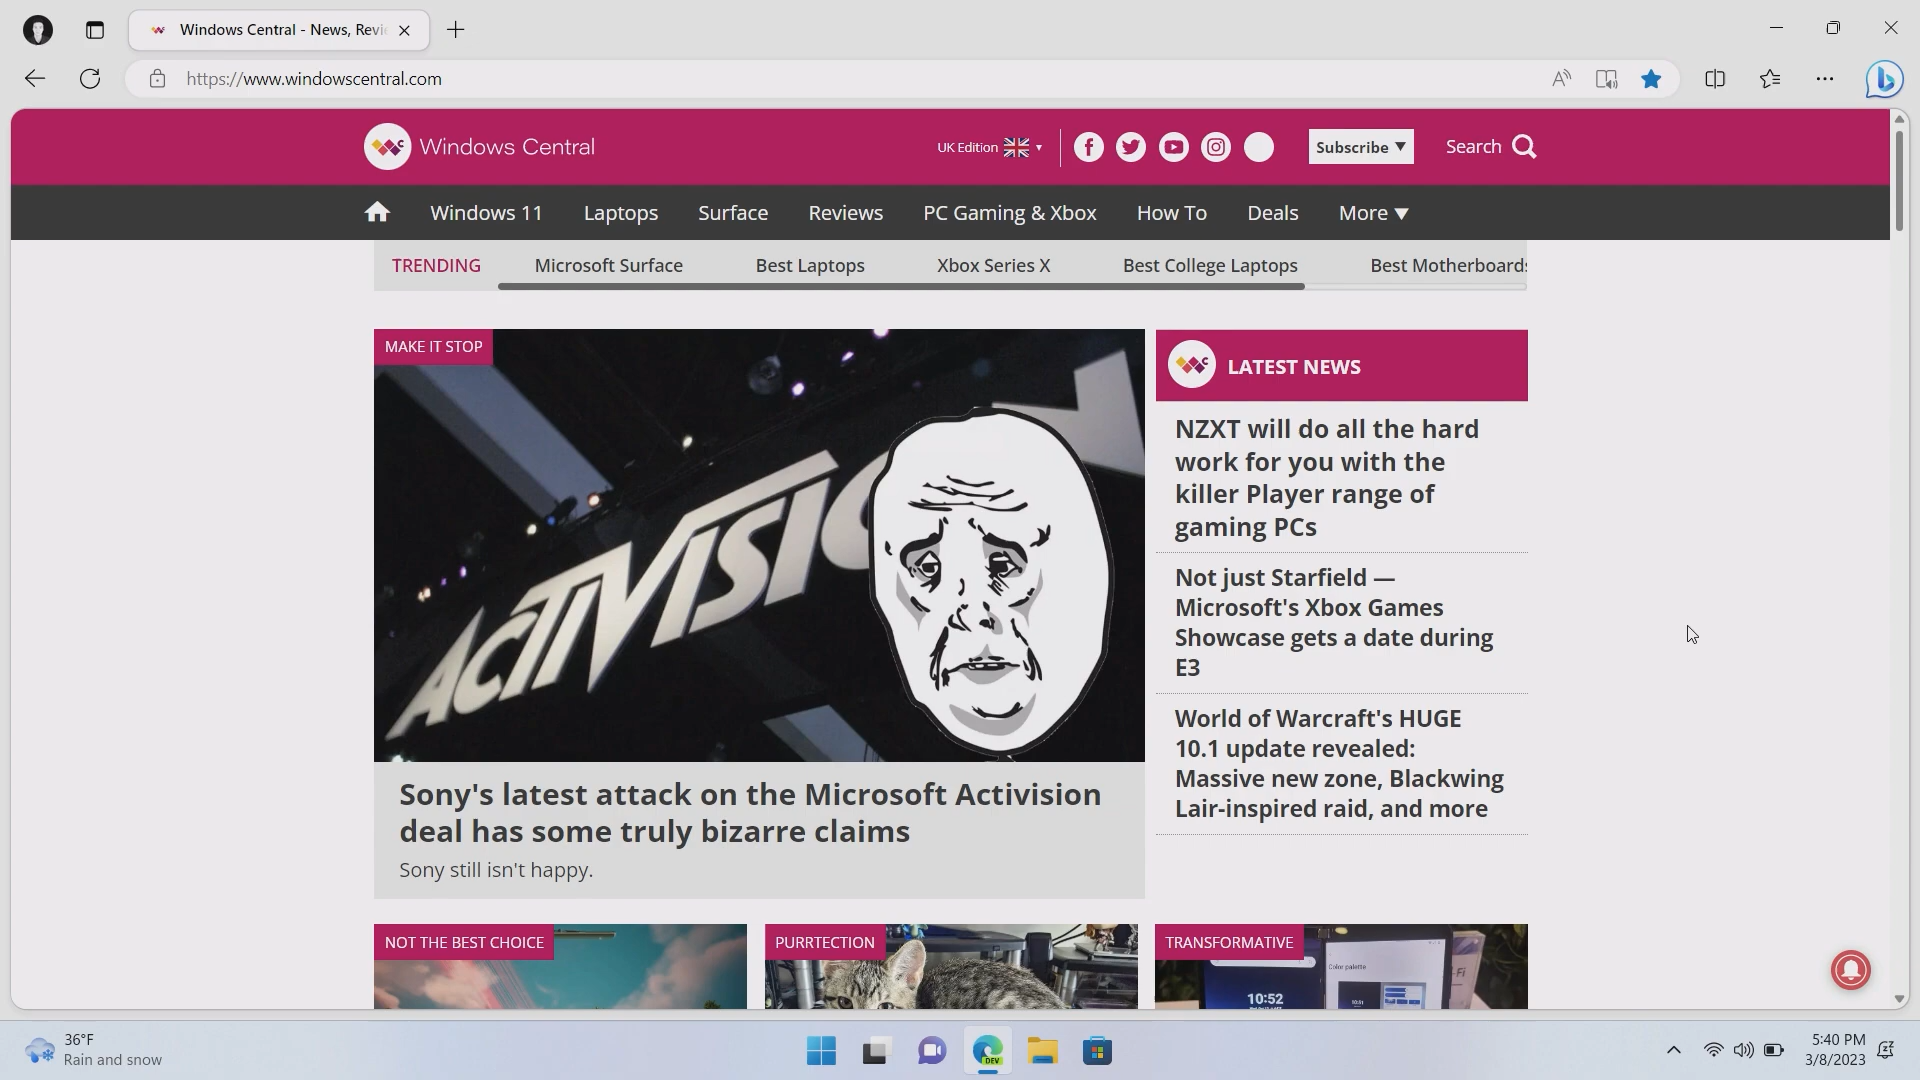 Windows Central - News, Revi
https://www.windowscentral.com
Windows Central
UK Edition
Subscribe
Search
Windows 11
Laptops
Surface
Reviews
PC Gaming & Xbox
How To
Deals
More
TRENDING
Microsoft Surface
Best Laptops
Xbox Series X
Best College Laptops
Best Motherboards
MAKE IT STOP
ACTIVISIO
Sony's latest attack on the Microsoft Activision
deal has some truly bizarre claims
Sony still isn't happy.
LATEST NEWS
NZXT will do all the hard
work for you with the
killer Player range of
gaming PCs
Not just Starfield —
Microsoft's Xbox Games
Showcase gets a date during
E3
World of Warcraft's HUGE
10.1 update revealed:
Massive new zone, Blackwing
Lair-inspired raid, and more
NOT THE BEST CHOICE
PURRTECTION
TRANSFORMATIVE
10:52
Color palette
36°F
Rain and snow
DEV
5:40 PM
3/8/2023